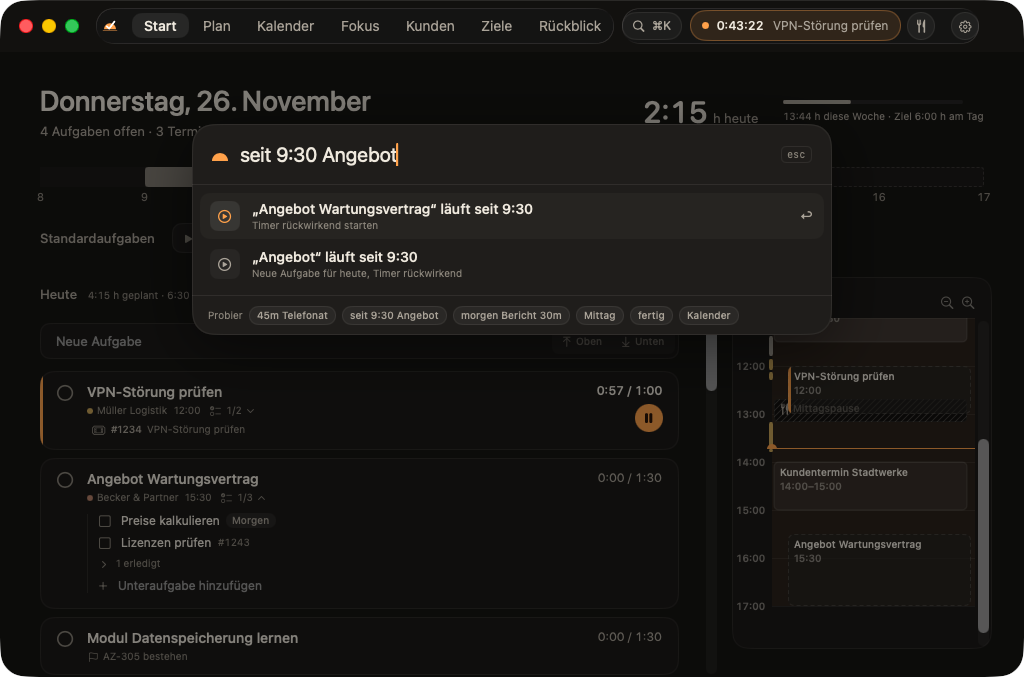 Start Plan Kalender Fokus Kunden Ziele Rückblick ⌘K 0:43:22 VPN-Störung prüfen
Donnerstag, 26. November
4 Aufgaben offen · 3
2:15 h heute
13:44 h diese Woche · Ziel 6:00 h am Tag
seit 9:30 Angebot
esc
8 9 16 17
„Angebot Wartungsvertrag“ läuft seit 9:30
Timer rückwirkend starten
Standardaufgaben
„Angebot“ läuft seit 9:30
Neue Aufgabe für heute, Timer rückwirkend
Heute 4:15 h geplant · 6:30
Probier 45m Telefonat seit 9:30 Angebot morgen Bericht 30m Mittag fertig Kalender
Neue Aufgabe Oben Unten
VPN-Störung prüfen 0:57 / 1:00
Müller Logistik 12:00 1/2
#1234 VPN-Störung prüfen
Angebot Wartungsvertrag 0:00 / 1:30
Becker & Partner 15:30 1/3
Preise kalkulieren Morgen
Lizenzen prüfen #1243
1 erledigt
Unteraufgabe hinzufügen
Modul Datenspeicherung lernen 0:00 / 1:30
AZ-305 bestehen
12:00
VPN-Störung prüfen
12:00
Mittagspause
13:00
14:00
Kundentermin Stadtwerke
14:00–15:00
15:00
Angebot Wartungsvertrag
15:30
16:00
17:00